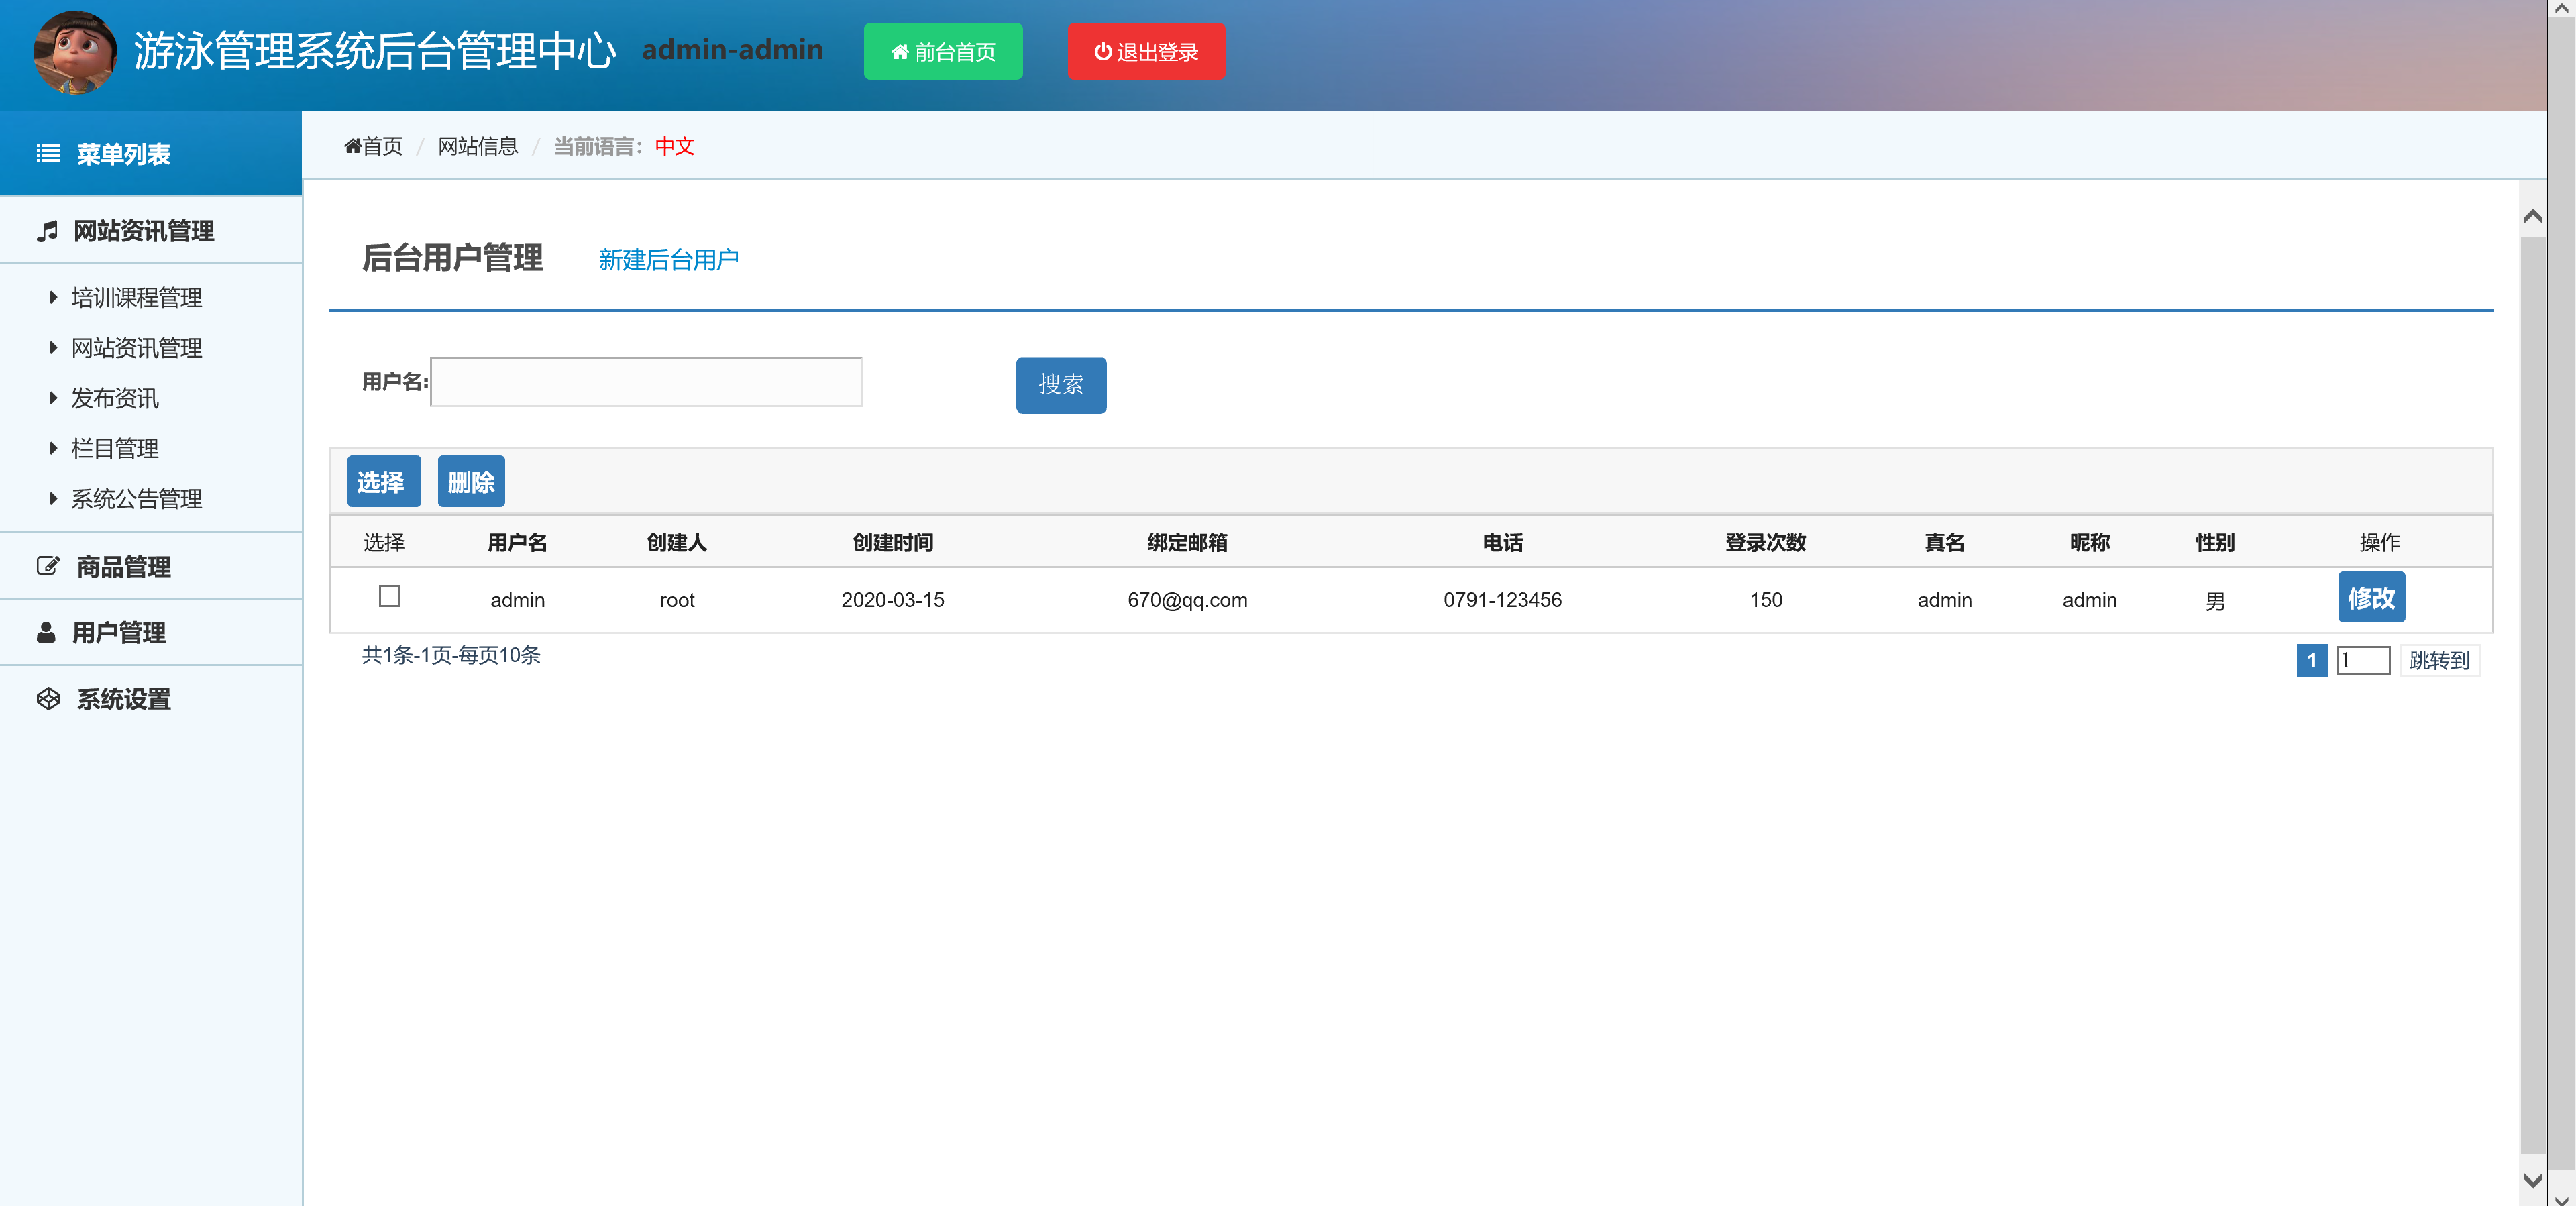 游泳管理系统后台管理中心 admin-admin 前台首页 退出登录
菜单列表
首页 / 网站信息 / 当前语言：中文
网站资讯管理
培训课程管理
网站资讯管理
发布资讯
栏目管理
系统公告管理
商品管理
用户管理
系统设置
后台用户管理 新建后台用户
用户名: 搜索
选择 删除
选择 用户名 创建人 创建时间 绑定邮箱 电话 登录次数 真名 昵称 性别 操作
admin root 2020-03-15 670@qq.com 0791-123456 150 admin admin 男 修改
共1条-1页-每页10条 1 1 跳转到